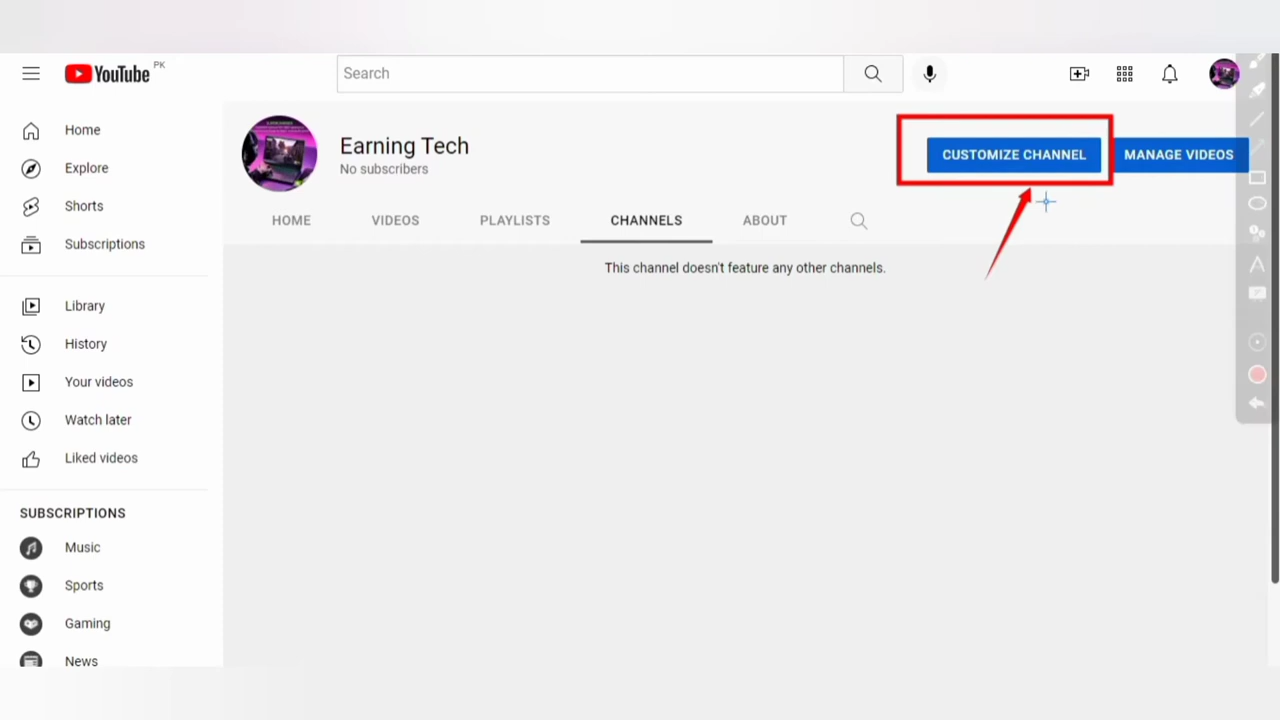 YouTube PK
Search
Home
Explore
Shorts
Subscriptions
Library
History
Your videos
Watch later
Liked videos
SUBSCRIPTIONS
Music
Sports
Gaming
News
Earning Tech
No subscribers
CUSTOMIZE CHANNEL
MANAGE VIDEOS
HOME
VIDEOS
PLAYLISTS
CHANNELS
ABOUT
This channel doesn't feature any other channels.